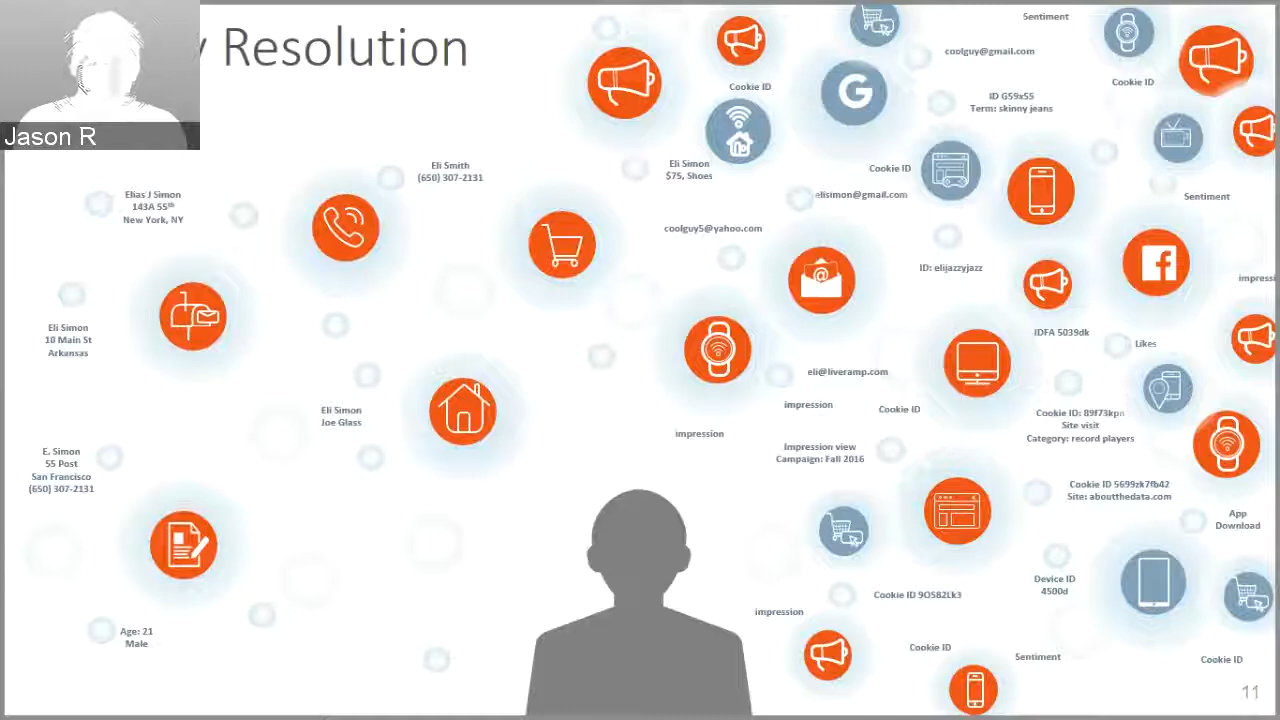 y Resolution
Jason R
Sentiment
coolguy@gmail.com
Cookie ID
Cookie ID
G
ID G59x55
Term: skinny jeans
Eli Smith
(650) 307-2131
Eli Simon
$75, Shoes
Cookie ID
elisimon@gmail.com
Sentiment
Elias J Simon
143A 55th
New York, NY
coolguy5@yahoo.com
ID: elijazzyjazz
impressi
Eli Simon
10 Main St
Arkansas
IDFA 5039dk
Likes
eli@liveramp.com
impression
Cookie ID
Eli Simon
Joe Glass
Cookie ID: 89f73kpn
Site visit
Category: record players
impression
Impression view
Campaign: Fall 2016
E. Simon
55 Post
San Francisco
(650) 307-2131
Cookie ID 5699zk7fb42
Site: aboutthedata.com
App
Download
Device ID
4500d
Cookie ID 9OS82Lk3
impression
Age: 21
Male
Cookie ID
Sentiment
Cookie ID
11